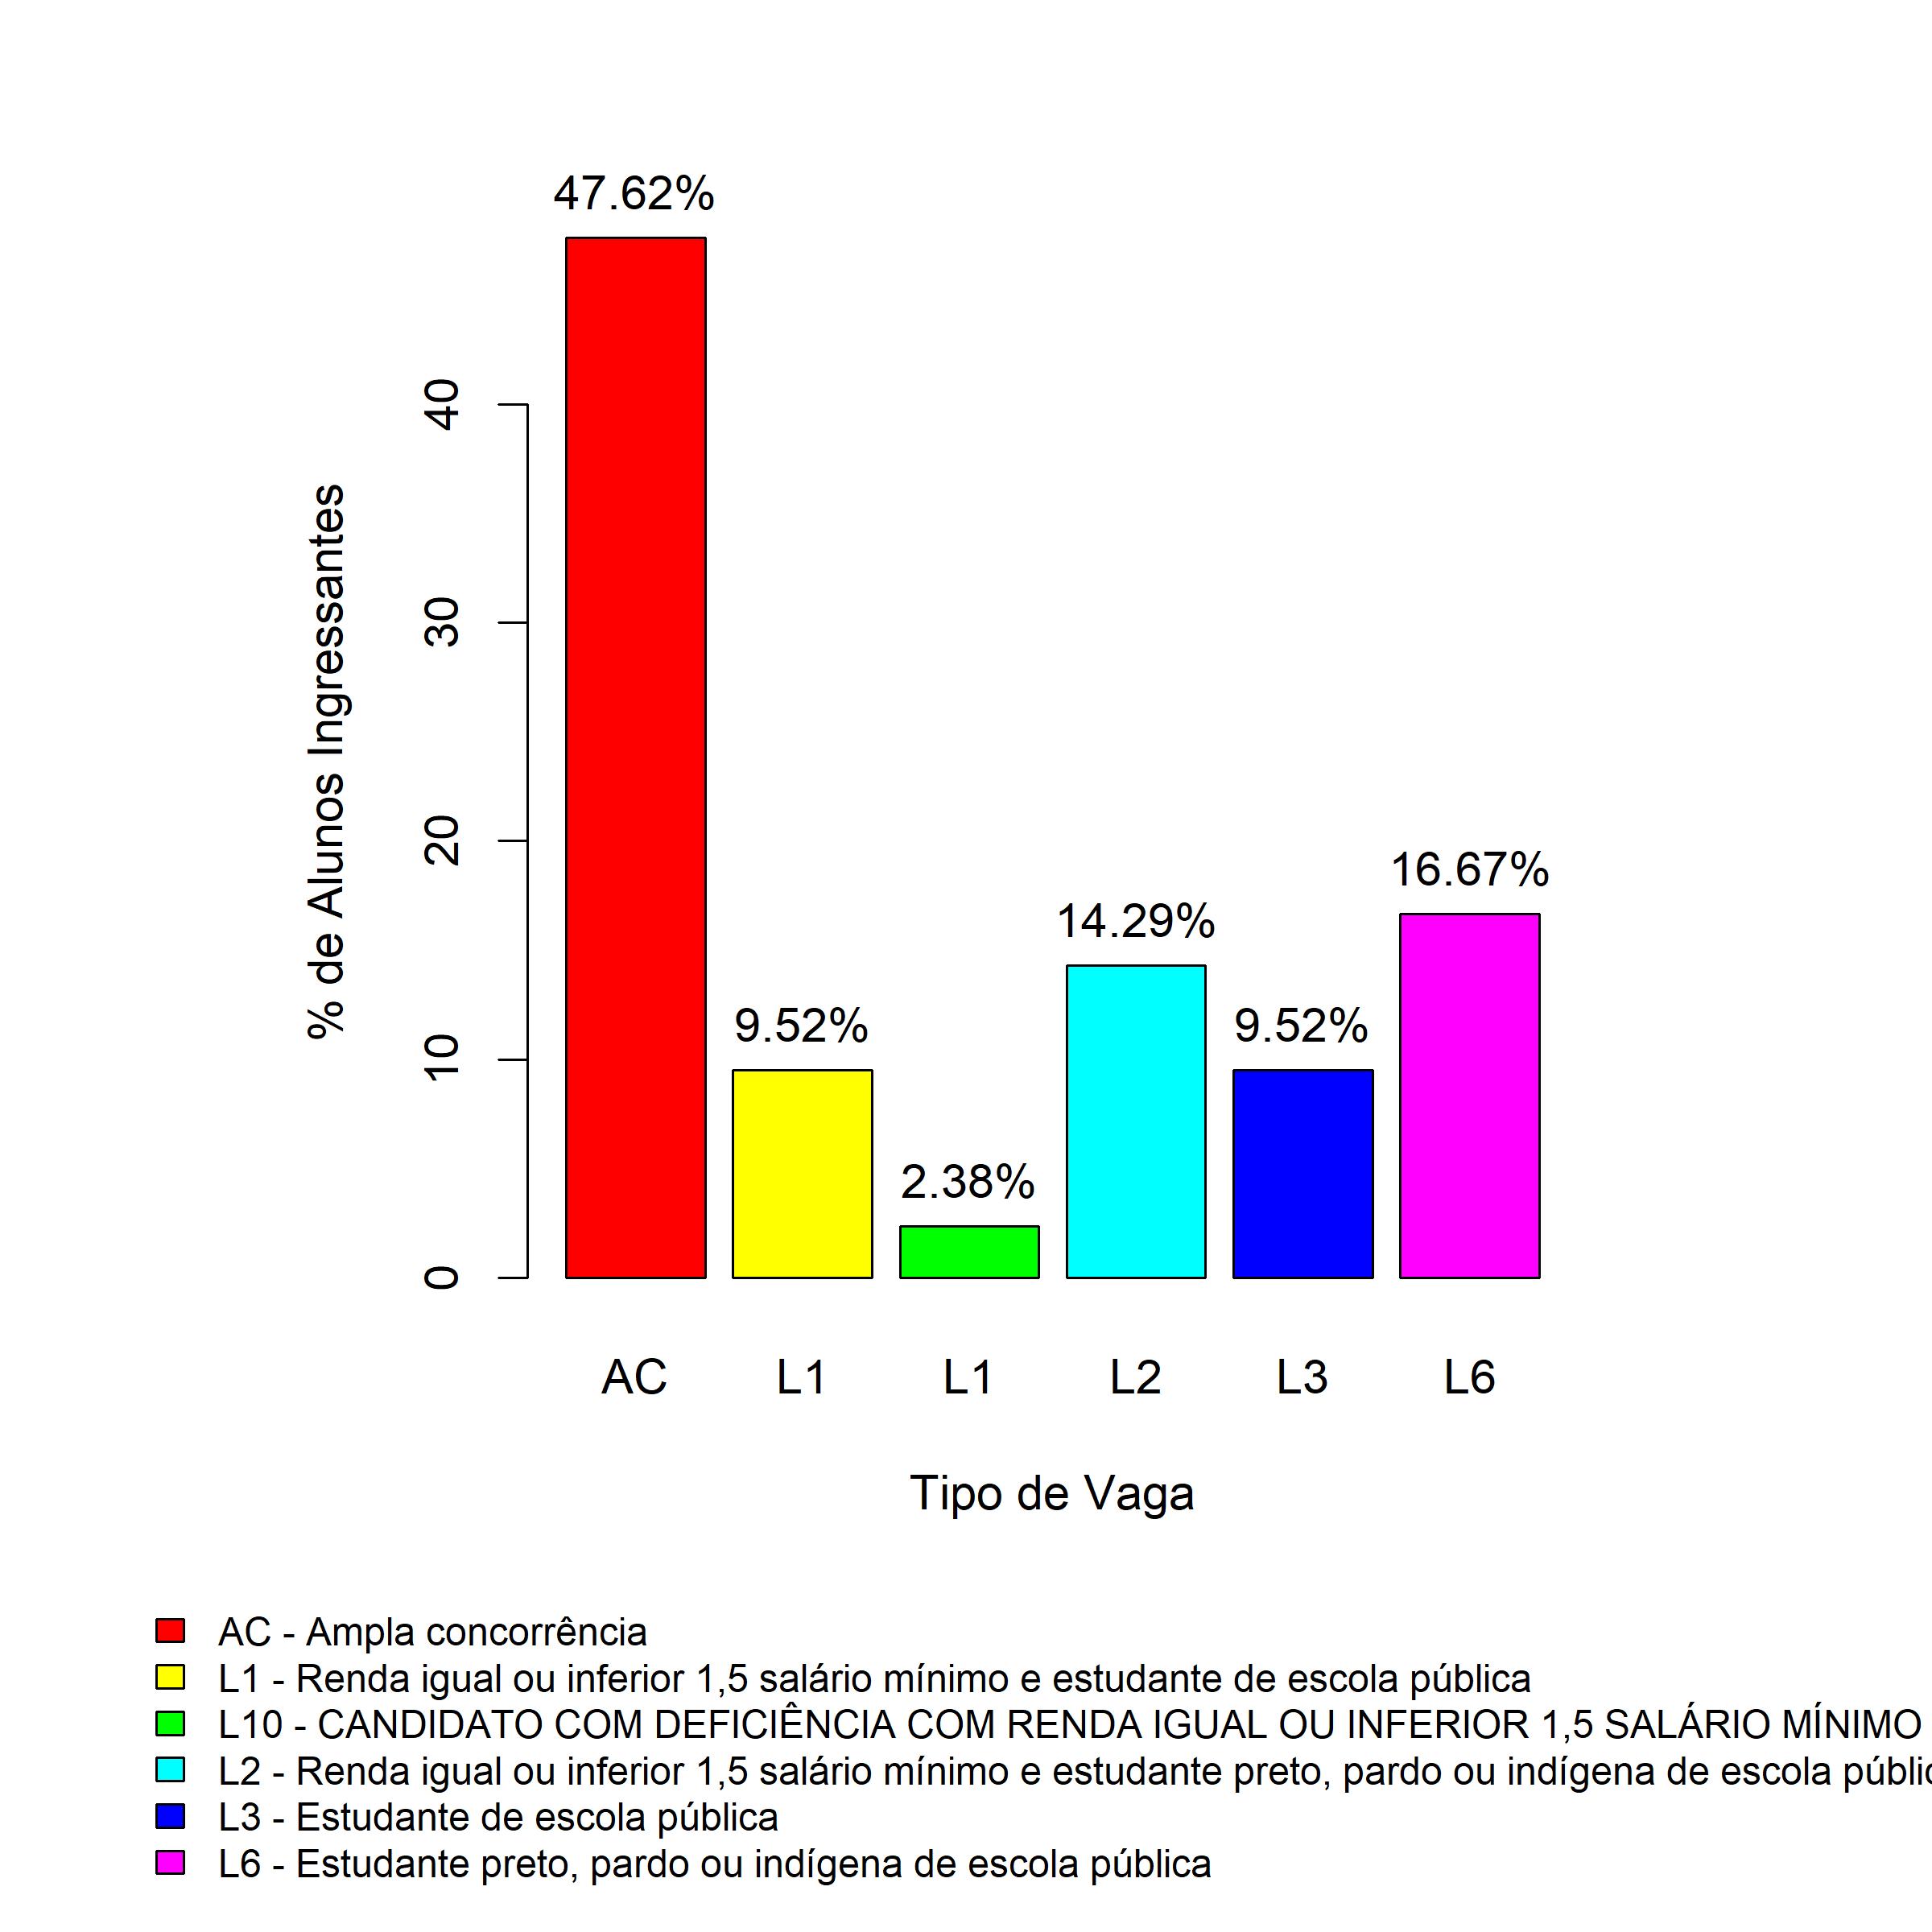 47.62%
16.67%
14.29%
9.52%
9.52%
2.38%
40
30
20
10
0
% de Alunos Ingressantes
AC L1 L1 L2 L3 L6
Tipo de Vaga
AC - Ampla concorrência
L1 - Renda igual ou inferior 1,5 salário mínimo e estudante de escola pública
L10 - CANDIDATO COM DEFICIÊNCIA COM RENDA IGUAL OU INFERIOR 1,5 SALÁRIO MÍNIMO
L2 - Renda igual ou inferior 1,5 salário mínimo e estudante preto, pardo ou indígena de escola
L3 - Estudante de escola pública
L6 - Estudante preto, pardo ou indígena de escola pública